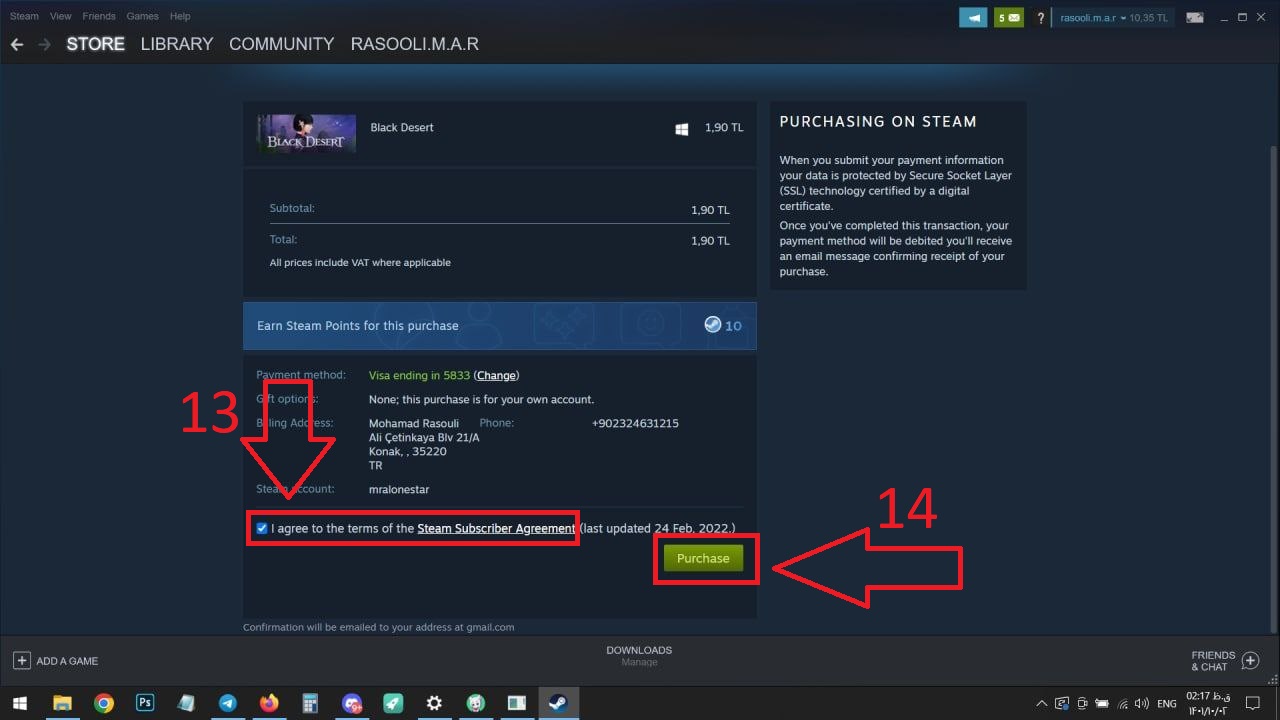 Steam View Friends Games Help
5 ? rasooli.m.a.r 10,35 TL
STORE LIBRARY COMMUNITY RASOOLI.M.A.R
BLACK DESERT
Black Desert 1,90 TL
Subtotal: 1,90 TL
Total: 1,90 TL
All prices include VAT where applicable
Earn Steam Points for this purchase 10
Payment method: Visa ending in 5833 (Change)
Gift options: None; this purchase is for your own account.
Billing Address: Mohamad Rasouli Phone: +902324631215
Ali Çetinkaya Blv 21/A
Konak, , 35220
TR
Steam account: mralonestar
13
I agree to the terms of the Steam Subscriber Agreement (last updated 24 Feb, 2022.)
14
Purchase
Confirmation will be emailed to your address at gmail.com
PURCHASING ON STEAM
When you submit your payment information
your data is protected by Secure Socket Layer
(SSL) technology certified by a digital
certificate.
Once you've completed this transaction, your
payment method will be debited you'll receive
an email message confirming receipt of your
purchase.
ADD A GAME
DOWNLOADS
Manage
FRIENDS
& CHAT
Ps
ENG
02:17 ق.ظ